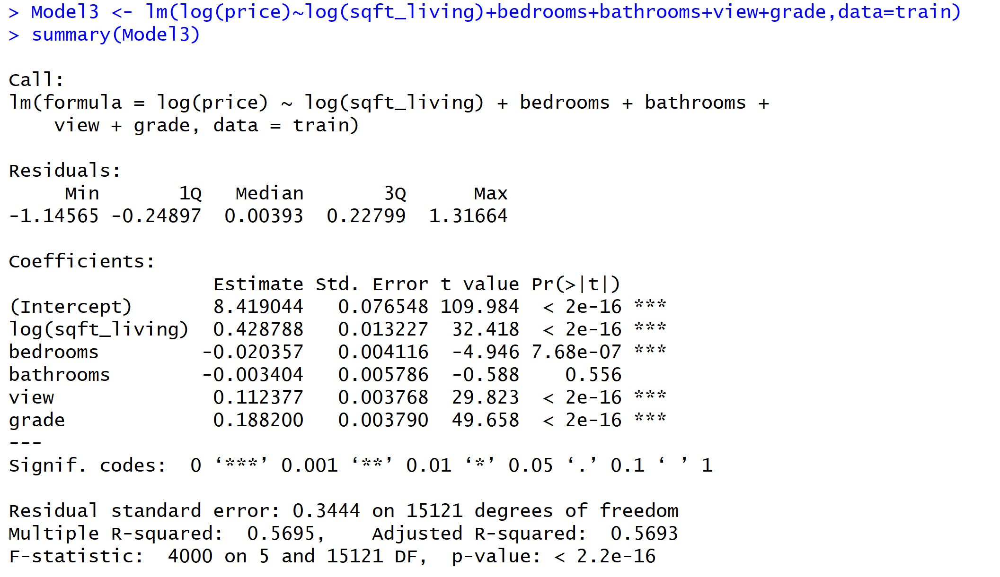 > Model3 <- lm(log(price)~log(sqft_living)+bedrooms+bathrooms+view+grade,data=train)
> summary(Model3)

Call:
lm(formula = log(price) ~ log(sqft_living) + bedrooms + bathrooms +
    view + grade, data = train)

Residuals:
     Min       1Q   Median       3Q      Max
-1.14565 -0.24897  0.00393  0.22799  1.31664

Coefficients:
                  Estimate Std. Error t value Pr(>|t|)
(Intercept)       8.419044   0.076548 109.984  < 2e-16 ***
log(sqft_living)  0.428788   0.013227  32.418  < 2e-16 ***
bedrooms         -0.020357   0.004116  -4.946 7.68e-07 ***
bathrooms        -0.003404   0.005786  -0.588    0.556
view              0.112377   0.003768  29.823  < 2e-16 ***
grade             0.188200   0.003790  49.658  < 2e-16 ***
---
Signif. codes:  0 ‘***’ 0.001 ‘**’ 0.01 ‘*’ 0.05 ‘.’ 0.1 ‘ ’ 1

Residual standard error: 0.3444 on 15121 degrees of freedom
Multiple R-squared:  0.5695,    Adjusted R-squared:  0.5693
F-statistic:  4000 on 5 and 15121 DF,  p-value: < 2.2e-16